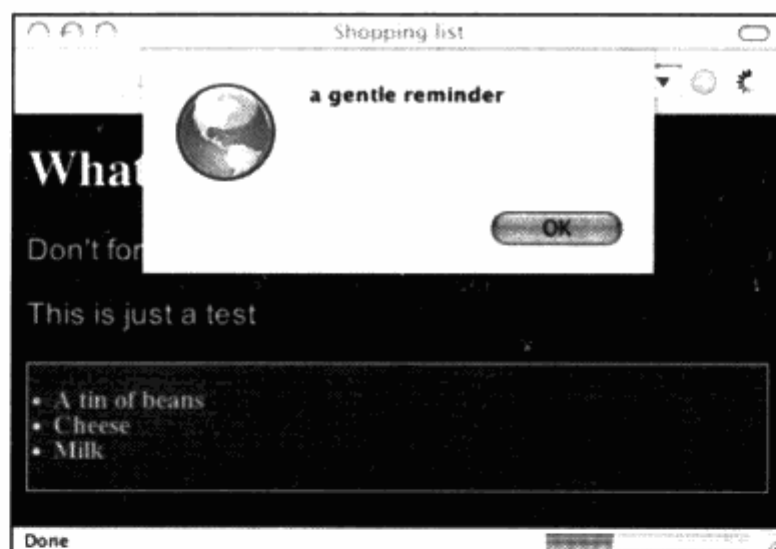 Shopping list
a gentle reminder
OK
What
Don't for
This is just a test
• A tin of beans
• Cheese
• Milk
Done